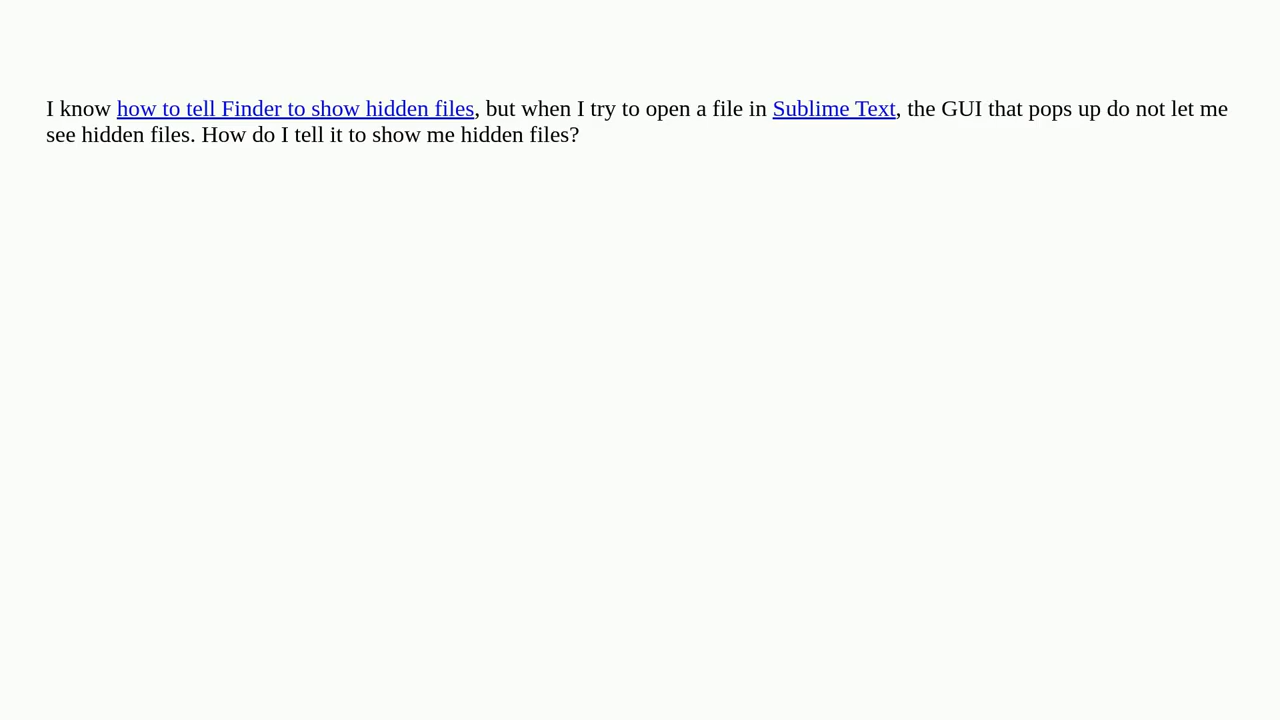 I know how to tell Finder to show hidden files, but when I try to open a file in Sublime Text, the GUI that pops up do not let me
see hidden files. How do I tell it to show me hidden files?